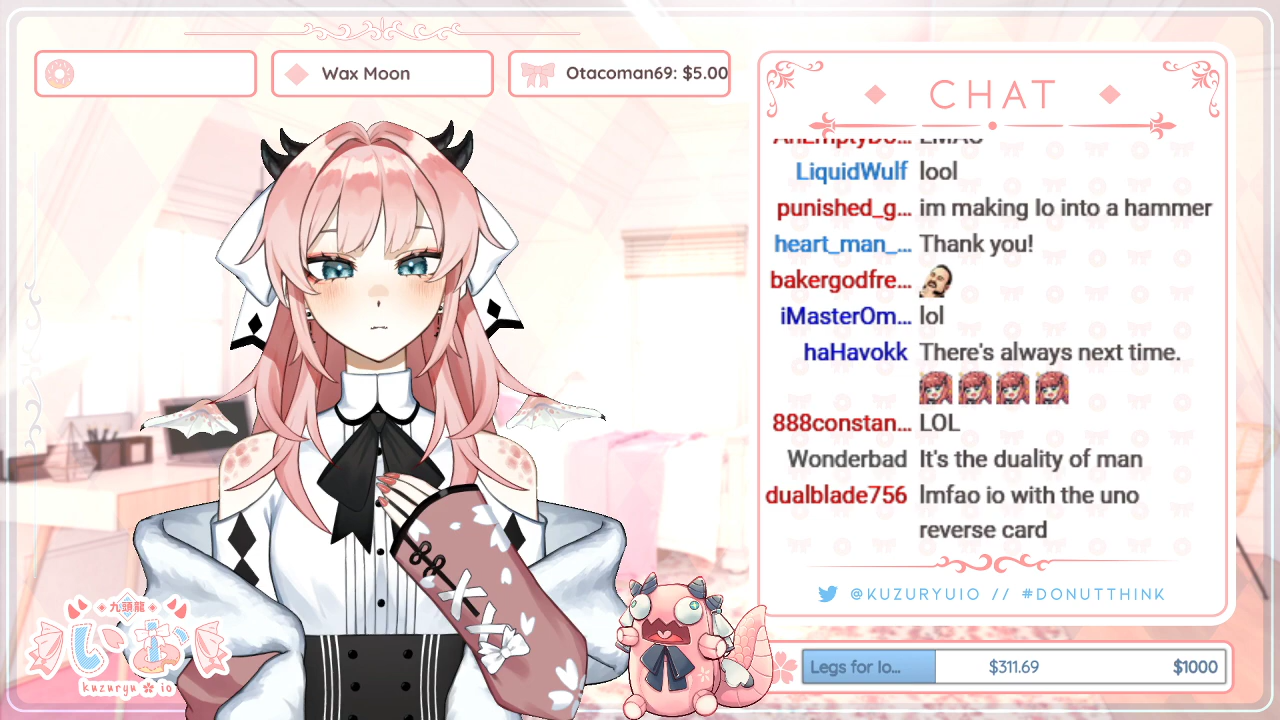 Wax Moon
Otacoman69: $5.00
CHAT
LMAO
LiquidWulf lool
punished_g... im making Io into a hammer
heart_man_... Thank you!
bakergodfre...
iMasterOm... lol
haHavokk There's always next time.
888constan... LOL
Wonderbad It's the duality of man
dualblade756 lmfao io with the uno
reverse card
@KUZURYUIO // #DONUTTHINK
Legs for Io... $311.69 $1000
九頭龍
いお
kuzuryu io